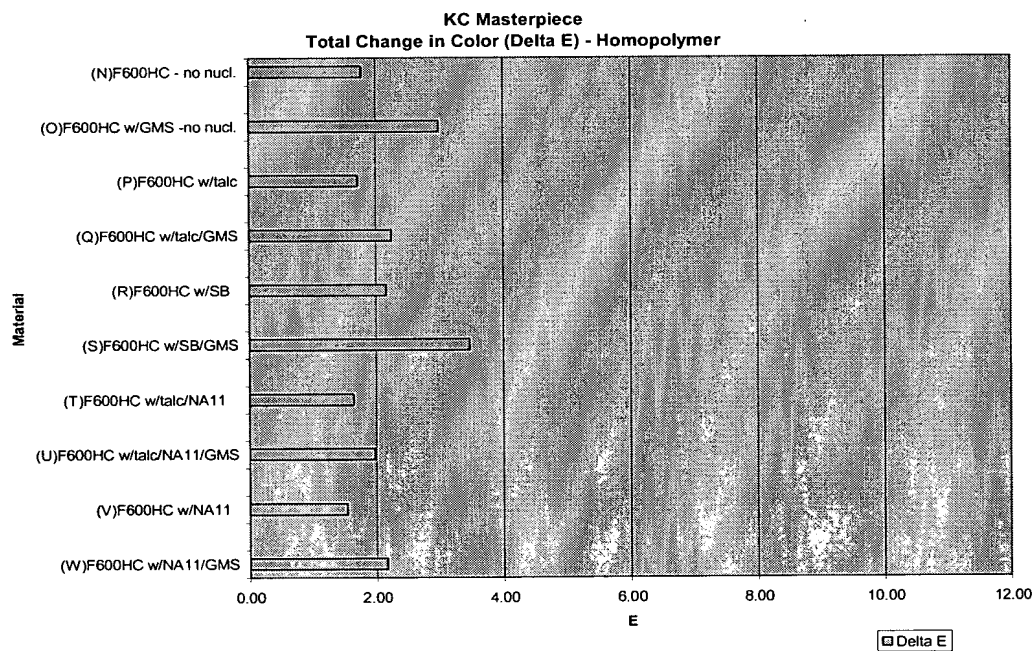 KC Masterpiece
Total Change in Color (Delta E) - Homopolymer
Material
(N)F600HC - no nucl.
(O)F600HC w/GMS -no nucl.
(P)F600HC w/talc
(Q)F600HC w/talc/GMS
(R)F600HC w/SB
(S)F600HC w/SB/GMS
(T)F600HC w/talc/NA11
(U)F600HC w/talc/NA11/GMS
(V)F600HC w/NA11
(W)F600HC w/NA11/GMS
0.00 2.00 4.00 6.00 8.00 10.00 12.00
E
Delta E